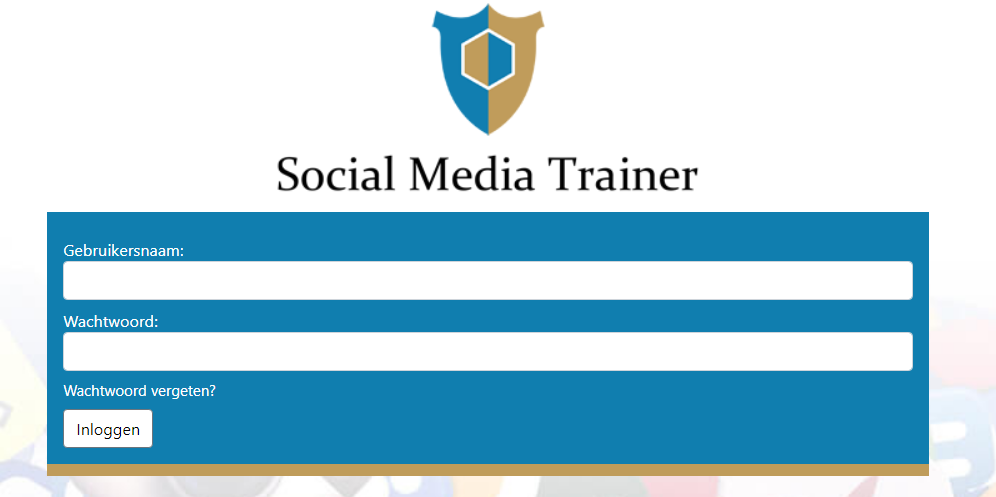 Social Media Trainer
Gebruikersnaam:
Wachtwoord:
Wachtwoord vergeten?
Inloggen